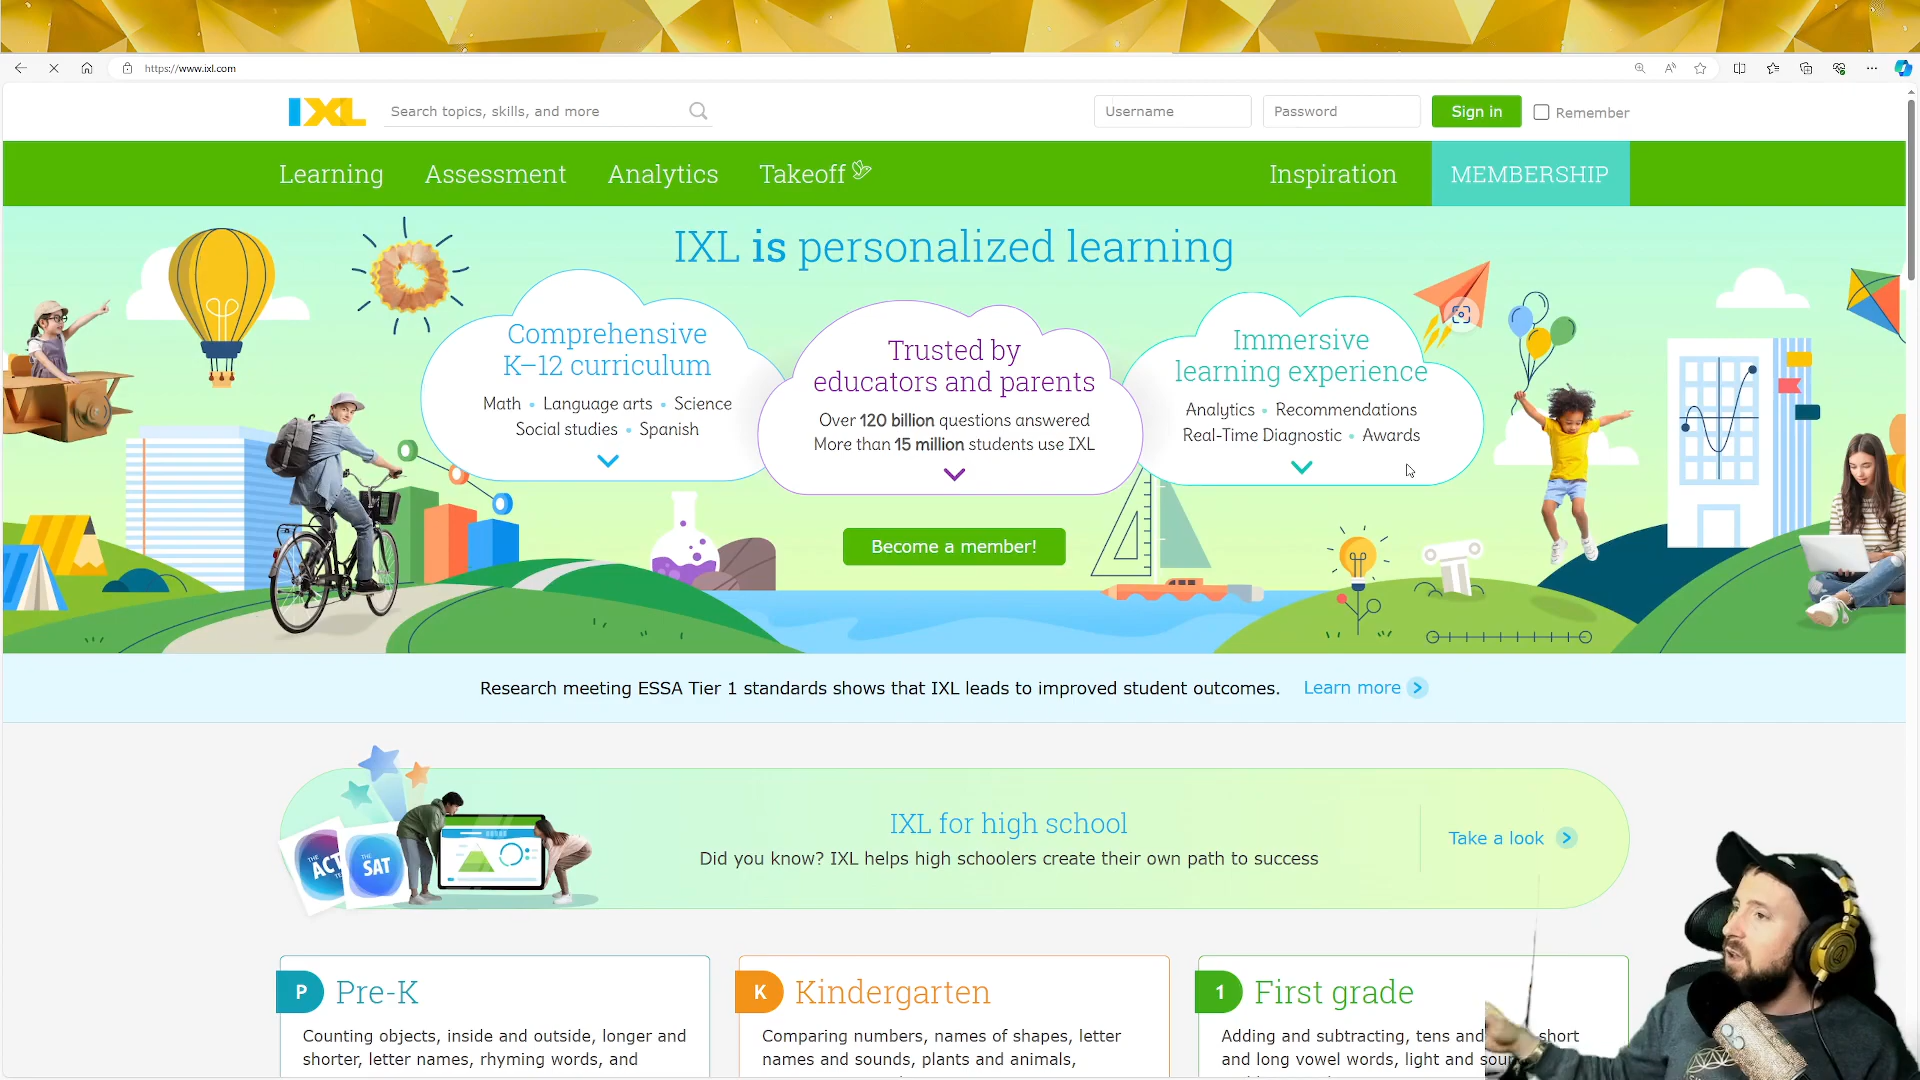 https://www.ixl.com
IXL
Search topics, skills, and more
Username
Password
Sign in
Remember
Learning
Assessment
Analytics
Takeoff
Inspiration
MEMBERSHIP
IXL is personalized learning
Comprehensive
K–12 curriculum
Math • Language arts • Science
Social studies • Spanish
Trusted by
educators and parents
Over 120 billion questions answered
More than 15 million students use IXL
Immersive
learning experience
Analytics • Recommendations
Real-Time Diagnostic • Awards
Become a member!
Research meeting ESSA Tier 1 standards shows that IXL leads to improved student outcomes.
Learn more
THE
ACT
THE
SAT
IXL for high school
Did you know? IXL helps high schoolers create their own path to success
Take a look
P
Pre-K
Counting objects, inside and outside, longer and
shorter, letter names, rhyming words, and
K
Kindergarten
Comparing numbers, names of shapes, letter
names and sounds, plants and animals,
1
First grade
Adding and subtracting, tens and short
and long vowel words, light and